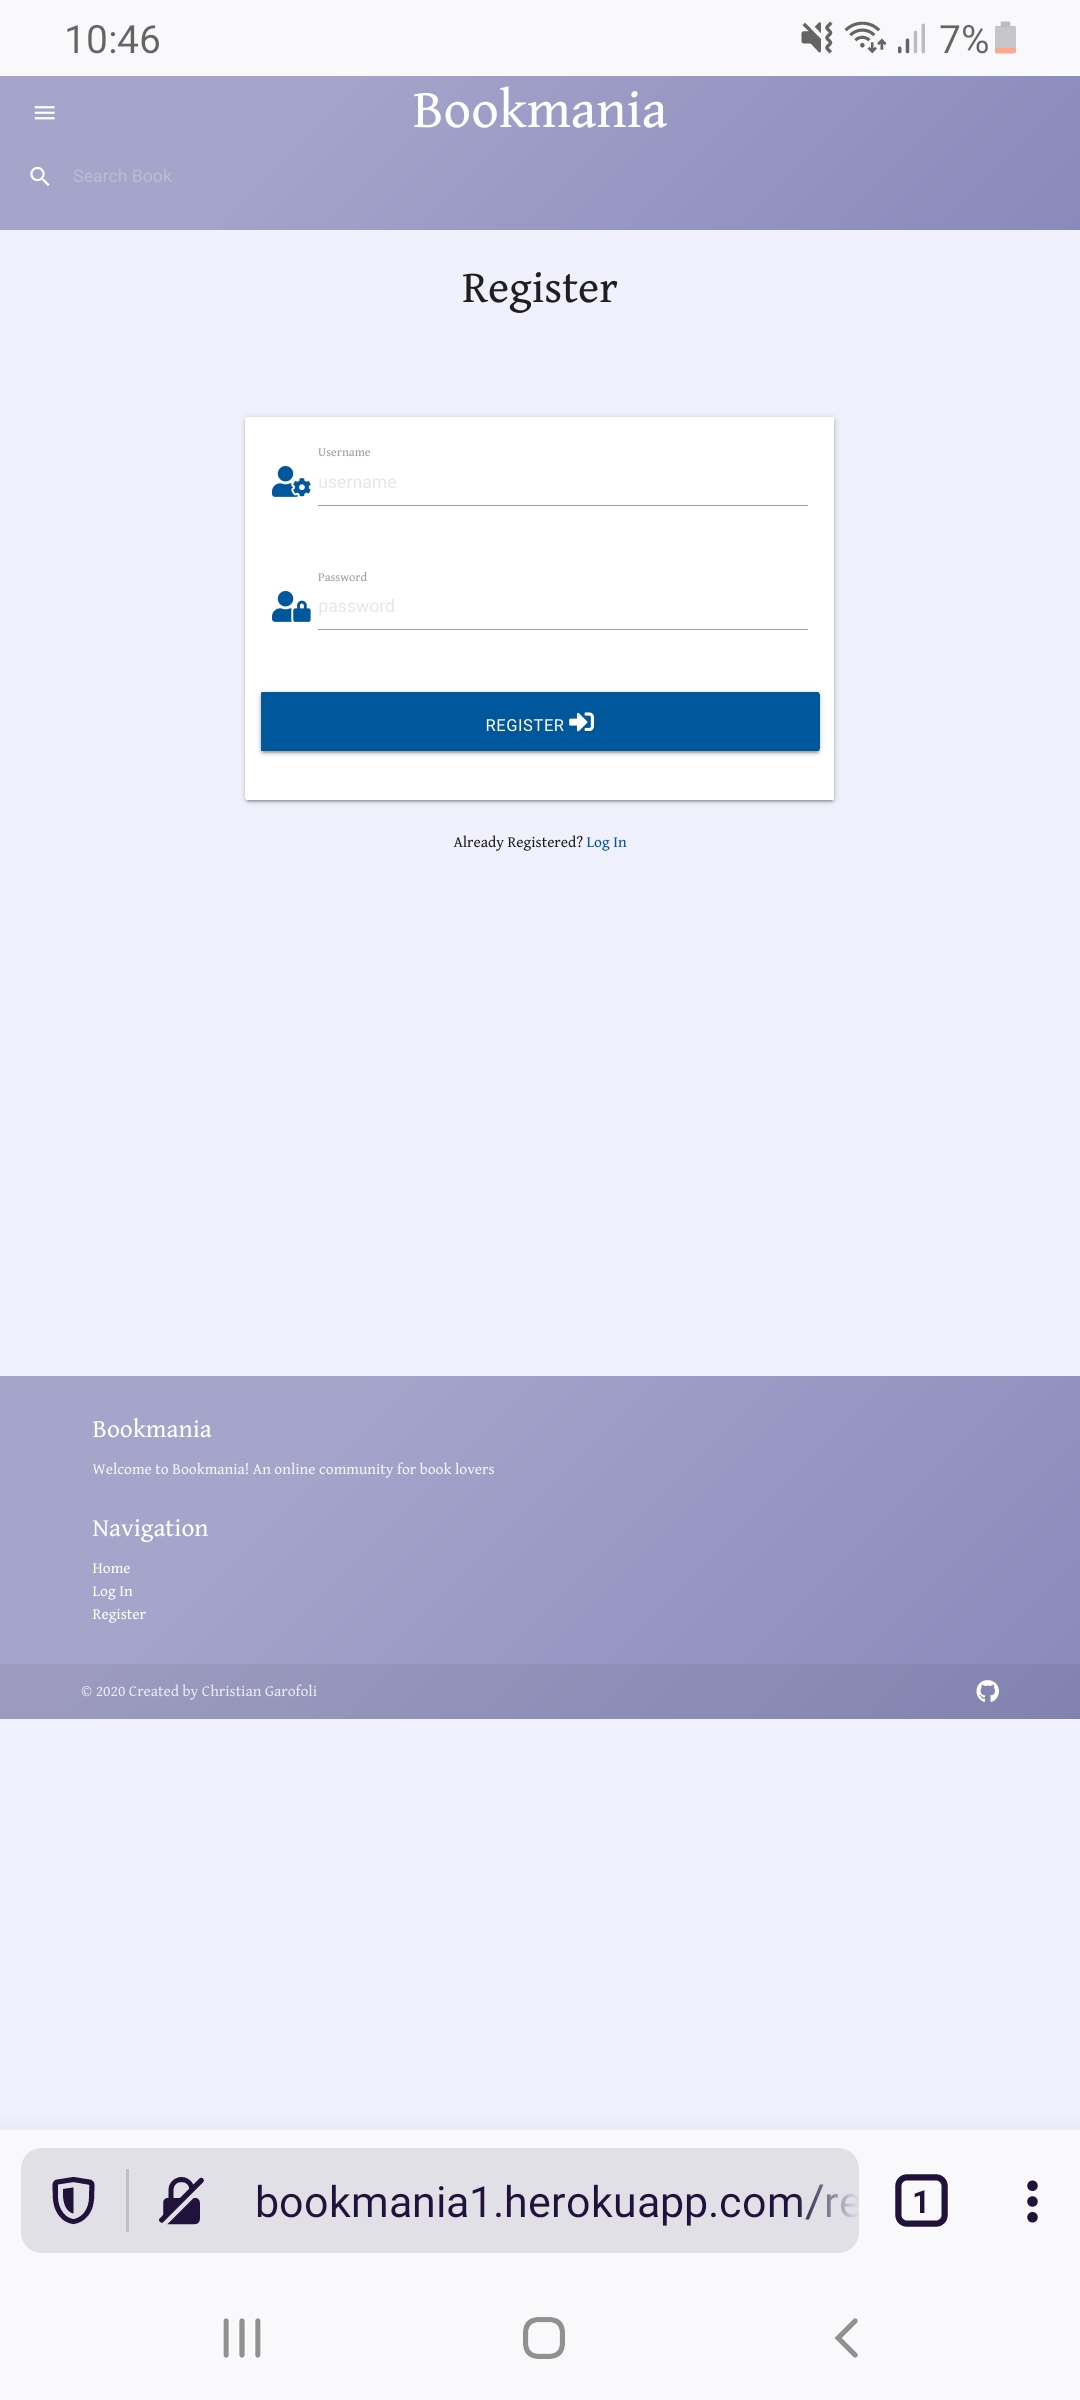 10:46
7%
Bookmania
Search Book
Register
Username
username
Password
password
REGISTER
Already Registered? Log In
Bookmania
Welcome to Bookmania! An online community for book lovers
Navigation
Home
Log In
Register
© 2020 Created by Christian Garofoli
bookmania1.herokuapp.com/re
1